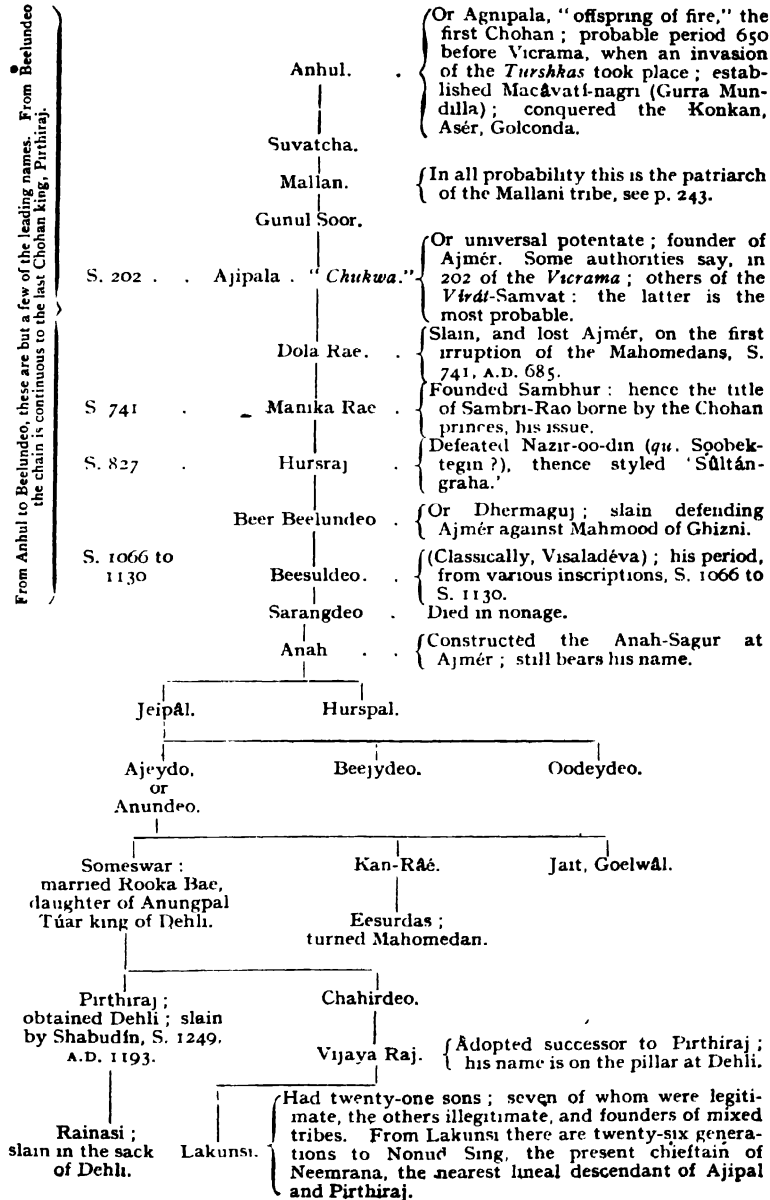 From Anhul to Beelundeo, these are but a few of the leading names. From Beelundeo
the chain is continuous to the last Chohan king, Pirthiraj.
Anhul.
Or Agnipala, "offspring of fire," the
first Chohan; probable period 650
before Vicrama, when an invasion
of the Turshkas took place; estab-
lished Macâvatí-nagri (Gurra Mun-
dilla); conquered the Konkan,
Asér, Golconda.
Suvatcha.
Mallan.
In all probability this is the patriarch
of the Mallani tribe, see p. 243.
Gunul Soor.
S. 202 . . Ajipala . "Chukwa."
Or universal potentate; founder of
Ajmér. Some authorities say, in
202 of the Vicrama; others of the
Virát-Samvat: the latter is the
most probable.
Dola Rae. .
Slain, and lost Ajmér, on the first
irruption of the Mahomedans, S.
741, A.D. 685.
S 741 . Manika Rae .
Founded Sambhur: hence the title
of Sambri-Rao borne by the Chohan
princes, his issue.
S. 827 . Hursraj .
Defeated Nazir-oo-din (qu. Soobek-
tegin?), thence styled 'Sûltán-
graha.'
Beer Beelundeo .
Or Dhermaguj; slain defending
Ajmér against Mahmood of Ghizni.
S. 1066 to
1130
Beesuldeo. .
(Classically, Visaladéva); his period,
from various inscriptions, S. 1066 to
S. 1130.
Sarangdeo . Died in nonage.
Anah . .
Constructed the Anah-Sagur at
Ajmér; still bears his name.
Jeipâl. Hurspal.
Ajeydo, Beejydeo. Oodeydeo.
or
Anundeo.
Someswar: Kan-Râé. Jait, Goelwâl.
married Rooka Bae,
daughter of Anungpal
Túar king of Dehli.
Eesurdas;
turned Mahomedan.
Pirthiraj; Chahirdeo.
obtained Dehli; slain
by Shabudín, S. 1249,
A.D. 1193.
Vijaya Raj.
Adopted successor to Pirthiraj;
his name is on the pillar at Dehli.
Rainasi;
slain in the sack
of Dehli.
Lakunsi.
Had twenty-one sons; seven of whom were legiti-
mate, the others illegitimate, and founders of mixed
tribes. From Lakunsi there are twenty-six genera-
tions to Nonud Sing, the present chieftain of
Neemrana, the nearest lineal descendant of Ajipal
and Pirthiraj.